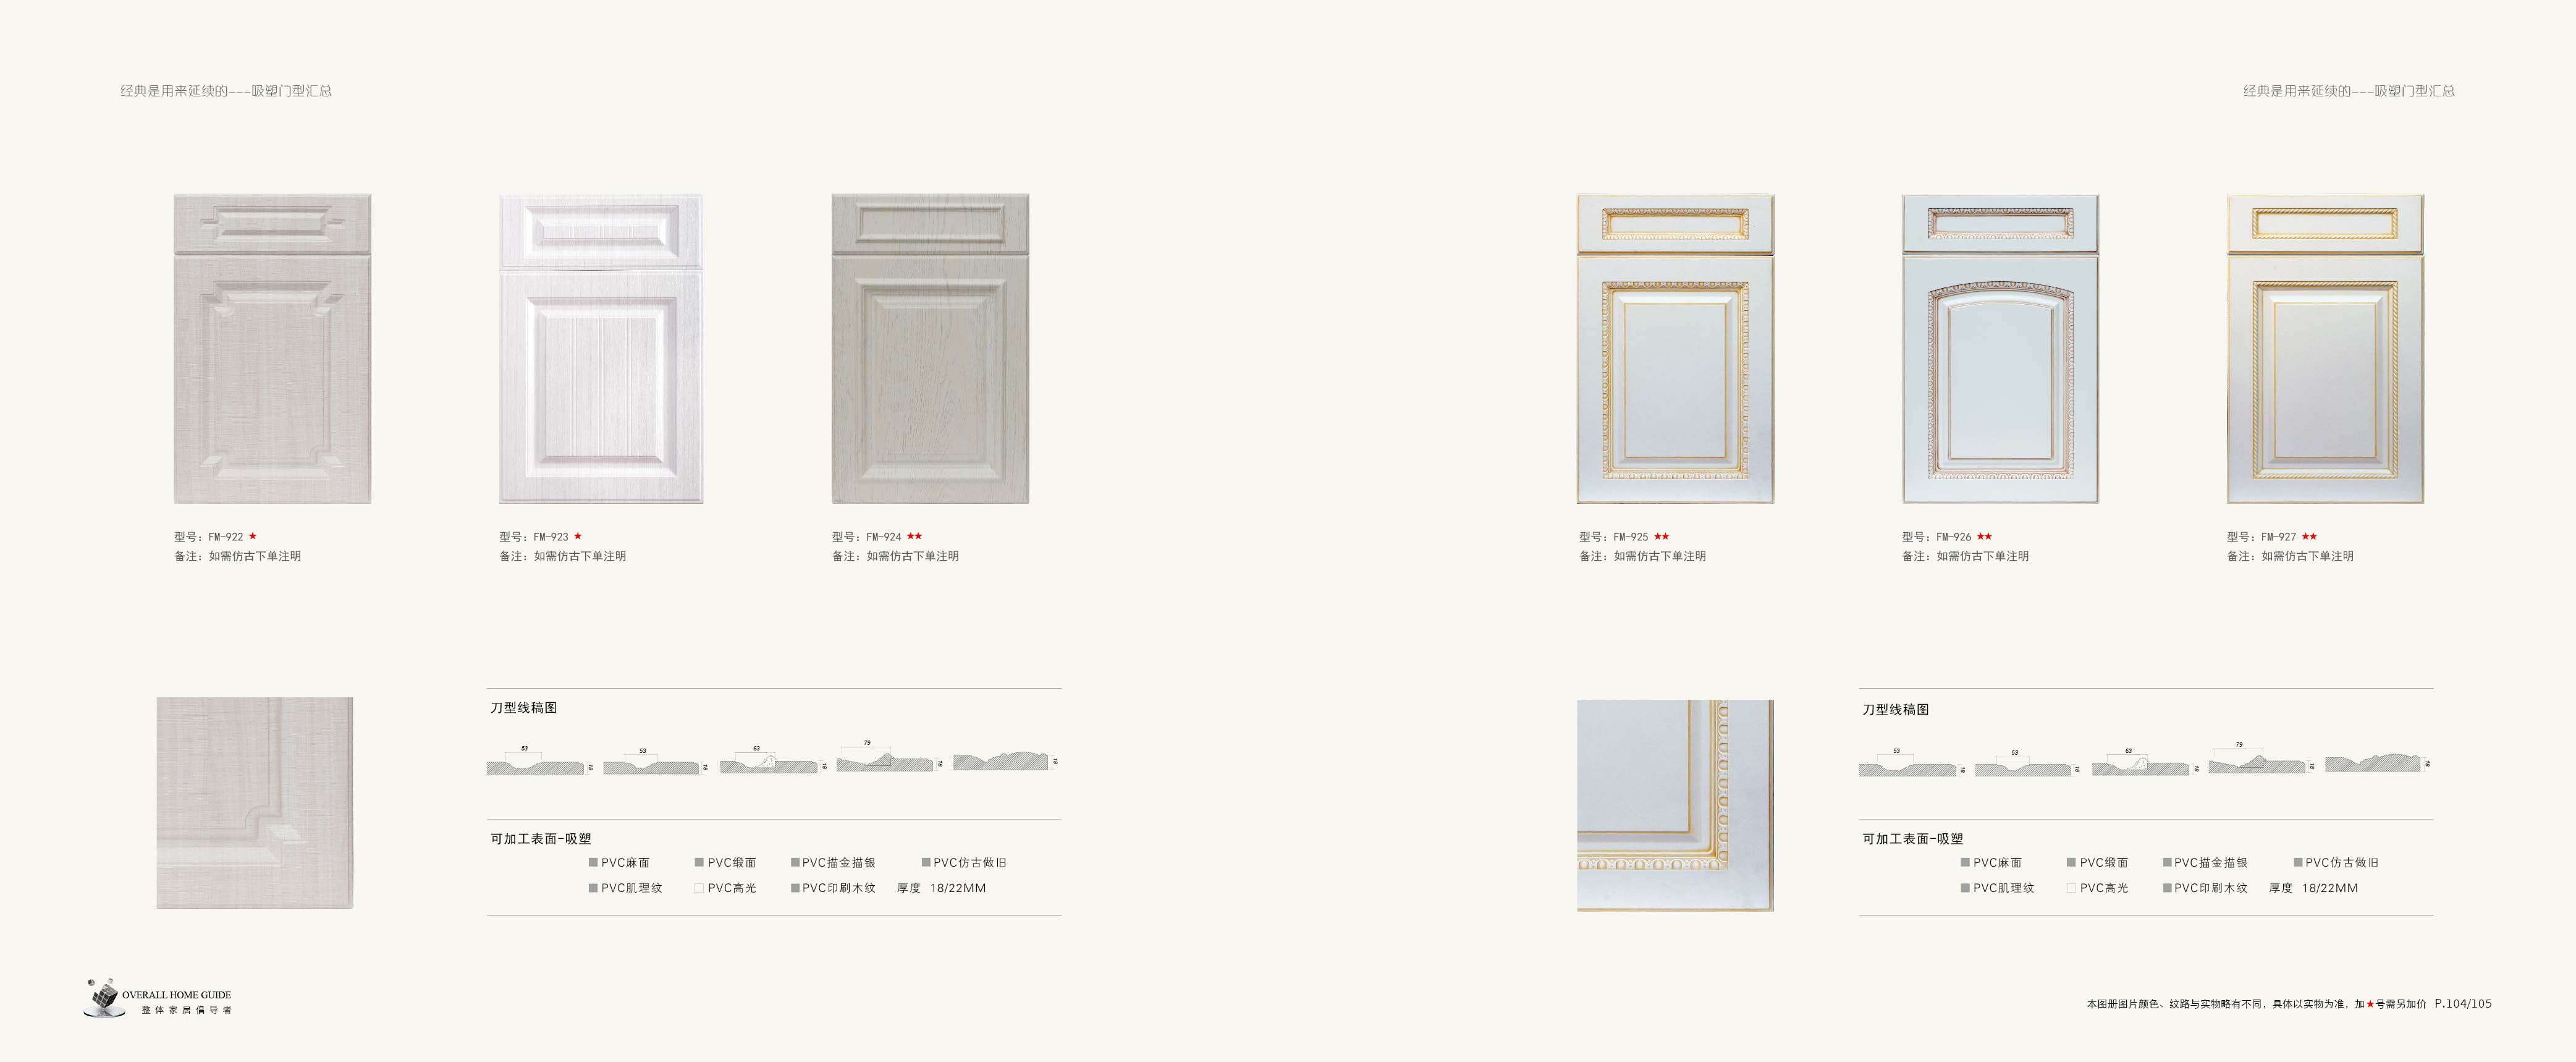 经典是用来延续的---吸塑门型汇总
经典是用来延续的---吸塑门型汇总
型号：FM-922 ★
备注：如需仿古下单注明
型号：FM-923 ★
备注：如需仿古下单注明
型号：FM-924 ★★
备注：如需仿古下单注明
型号：FM-925 ★★
备注：如需仿古下单注明
型号：FM-926 ★★
备注：如需仿古下单注明
型号：FM-927 ★★
备注：如需仿古下单注明
刀型线稿图
53 18 53 18 63 18 79 18 18
可加工表面-吸塑
PVC麻面 PVC缎面 PVC描金描银 PVC仿古做旧
PVC肌理纹 PVC高光 PVC印刷木纹 厚度 18/22MM
刀型线稿图
53 18 53 18 63 18 79 18 18
可加工表面-吸塑
PVC麻面 PVC缎面 PVC描金描银 PVC仿古做旧
PVC肌理纹 PVC高光 PVC印刷木纹 厚度 18/22MM
OVERALL HOME GUIDE
整体家居倡导者
本图册图片颜色、纹路与实物略有不同，具体以实物为准，加★号需另加价 P.104/105